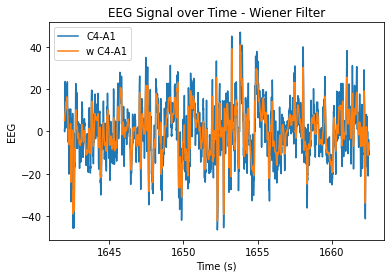 EEG Signal over Time - Wiener Filter
C4-A1
w C4-A1
EEG
40
20
0
−20
−40
1645
1650
1655
1660
Time (s)